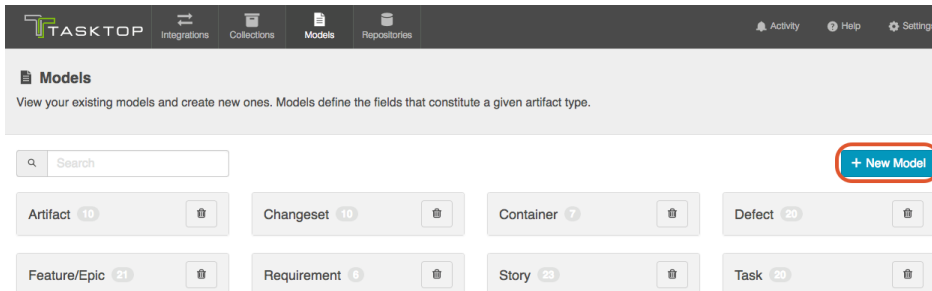 TASKTOP Integrations Collections Models Repositories Activity Help Settings
Models
View your existing models and create new ones. Models define the fields that constitute a given artifact type.
Search + New Model
Artifact 10 Changeset 10 Container 7 Defect 20
Feature/Epic 21 Requirement 6 Story 23 Task 20